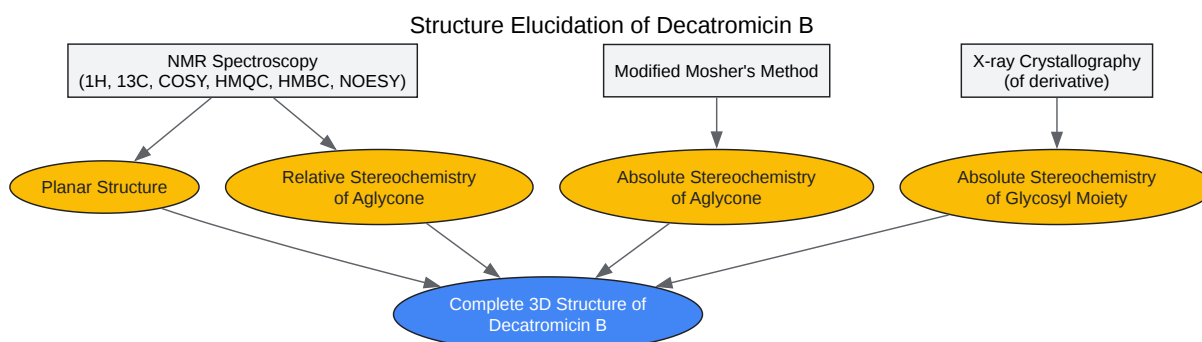 Structure Elucidation of Decatromicin B
NMR Spectroscopy
(1H, 13C, COSY, HMQC, HMBC, NOESY)
Modified Mosher's Method
X-ray Crystallography
(of derivative)
Planar Structure
Relative Stereochemistry
of Aglycone
Absolute Stereochemistry
of Aglycone
Absolute Stereochemistry
of Glycosyl Moiety
Complete 3D Structure of
Decatromicin B